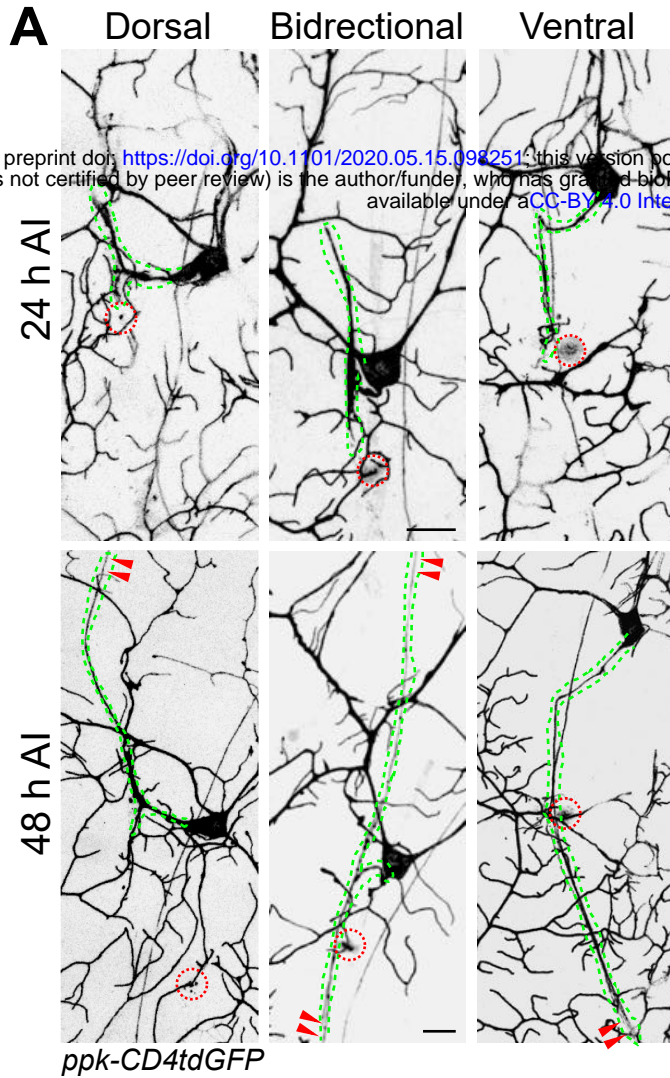 A
Dorsal Bidrectional Ventral
preprint doi: https://doi.org/10.1101/2020.05.15.098251; this version
not certified by peer review) is the author/funder, who has granted
available under aCC-BY 4.0
24 h AI
48 h AI
ppk-CD4tdGFP